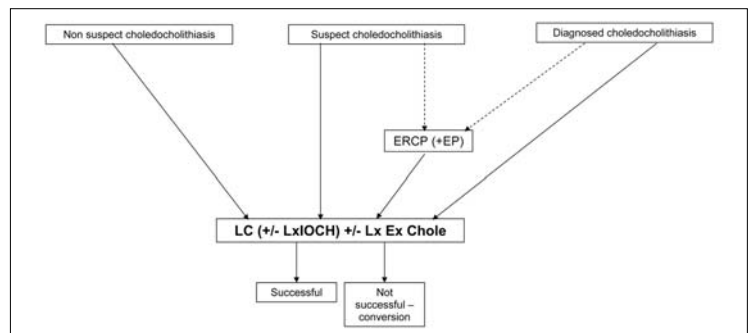 Non suspect choledocholithiasis
Suspect choledocholithiasis
Diagnosed choledocholithiasis
ERCP (+EP)
LC (+/- LxIOCH) +/- Lx Ex Chole
Successful
Not
successful –
conversion